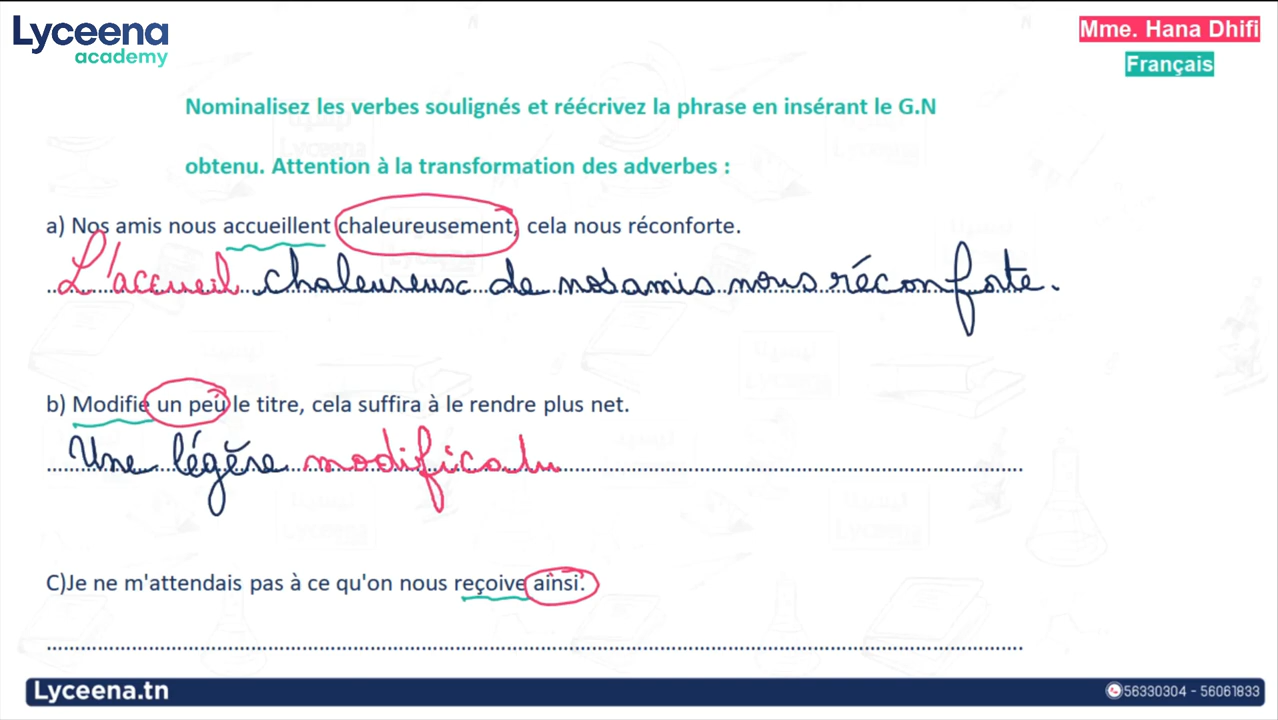 Lyceena
academy
Mme. Hana Dhifi
Français
Nominalisez les verbes soulignés et réécrivez la phrase en insérant le G.N
obtenu. Attention à la transformation des adverbes :
a) Nos amis nous accueillent chaleureusement, cela nous réconforte.
L'accueil chaleureux de nos amis nous réconforte.
b) Modifie un peu le titre, cela suffira à le rendre plus net.
Une légère
C)Je ne m'attendais pas à ce qu'on nous reçoive ainsi.
Lyceena.tn
56330304 - 56061833